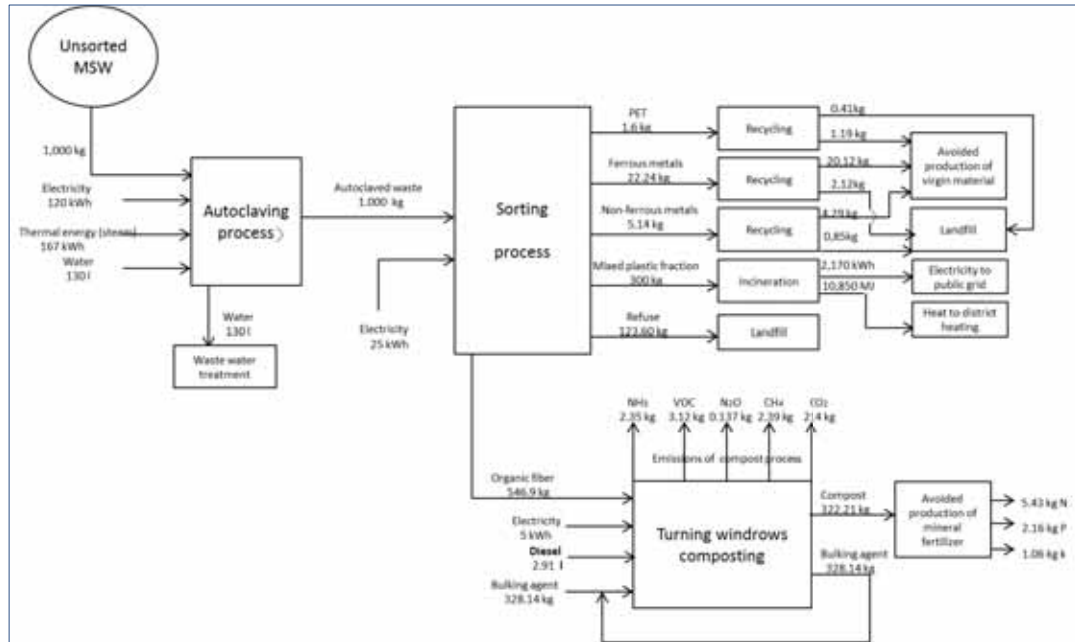 Unsorted
MSW
1,000 kg
Electricity
120 kWh
Thermal energy (steam)
167 kWh
Water
130 l
Autoclaving
process
Water
130 l
Waste water
treatment
Autoclaved waste
1.000 kg
Electricity
25 kWh
Sorting
process
PET
1.6 kg
Ferrous metals
22.24 kg
Non-ferrous metals
5.14 kg
Mixed plastic fraction
300 kg
Refuse
123.60 kg
Recycling
Recycling
Recycling
Incineration
Landfill
0.41kg
1.19 kg
20,12 kg
2,12kg
4.29 kg
0,85kg
2,170 kWh
10,850 MJ
Avoided
production of
virgin material
Landfill
Electricity to
public grid
Heat to district
heating
NH₃
2.35 kg
VOC
3.12 kg
N₂O
0.137 kg
CH₄
2.39 kg
CO₂
Emissions of compost process
Organic fiber
546.9 kg
Electricity
5 kWh
Diesel
2.91 l
Bulking agent
328.14 kg
Turning windrows
composting
Compost
322.21 kg
Bulking agent
328.14 kg
Avoided
production of
mineral
fertilizer
5.43 kg N
2.16 kg P
1.06 kg k